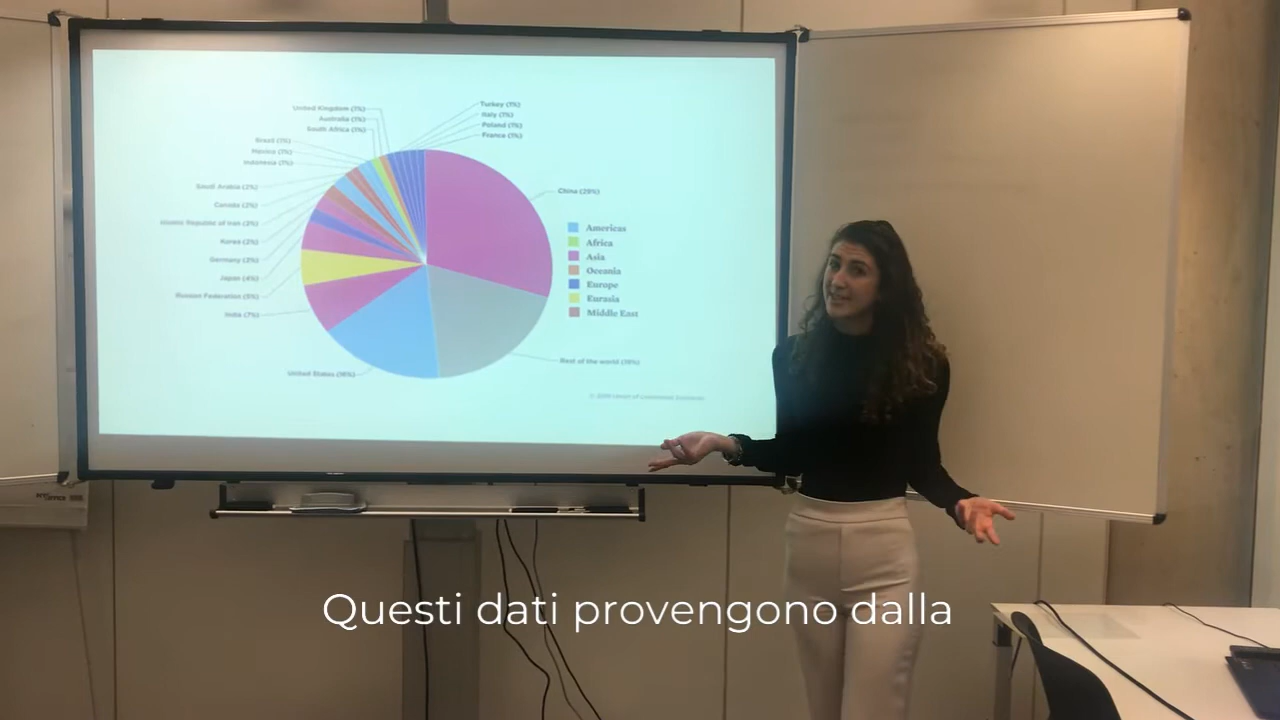 United Kingdom (1%)
Australia (1%)
South Africa (1%)
Brazil (1%)
Mexico (1%)
Indonesia (1%)
Saudi Arabia (2%)
Canada (2%)
Islamic Republic of Iran (2%)
Korea (2%)
Germany (2%)
Japan (4%)
Russian Federation (5%)
India (7%)
United States (16%)
Turkey (1%)
Italy (1%)
Poland (1%)
France (1%)
China (29%)
Americas
Africa
Asia
Oceania
Europe
Eurasia
Middle East
Rest of the world (19%)
Questi dati provengono dalla